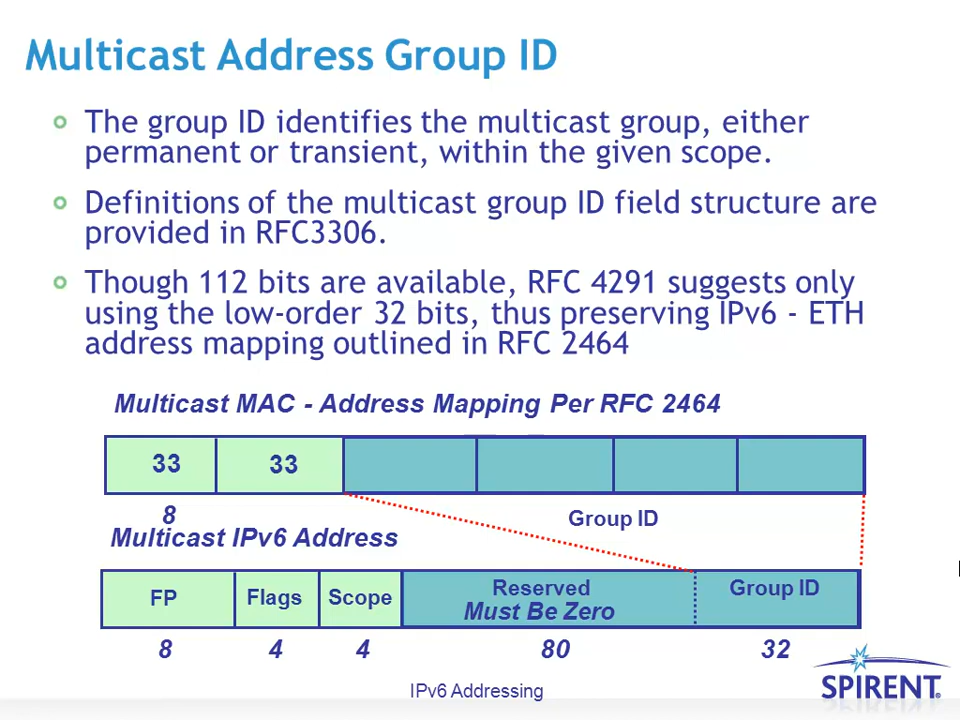 Multicast Address Group ID
The group ID identifies the multicast group, either
permanent or transient, within the given scope.
Definitions of the multicast group ID field structure are
provided in RFC3306.
Though 112 bits are available, RFC 4291 suggests only
using the low-order 32 bits, thus preserving IPv6 - ETH
address mapping outlined in RFC 2464
Multicast MAC - Address Mapping Per RFC 2464
33 33
8
Group ID
Multicast IPv6 Address
FP Flags Scope Reserved Group ID
Must Be Zero
8 4 4 80 32
IPv6 Addressing
SPIRENT®